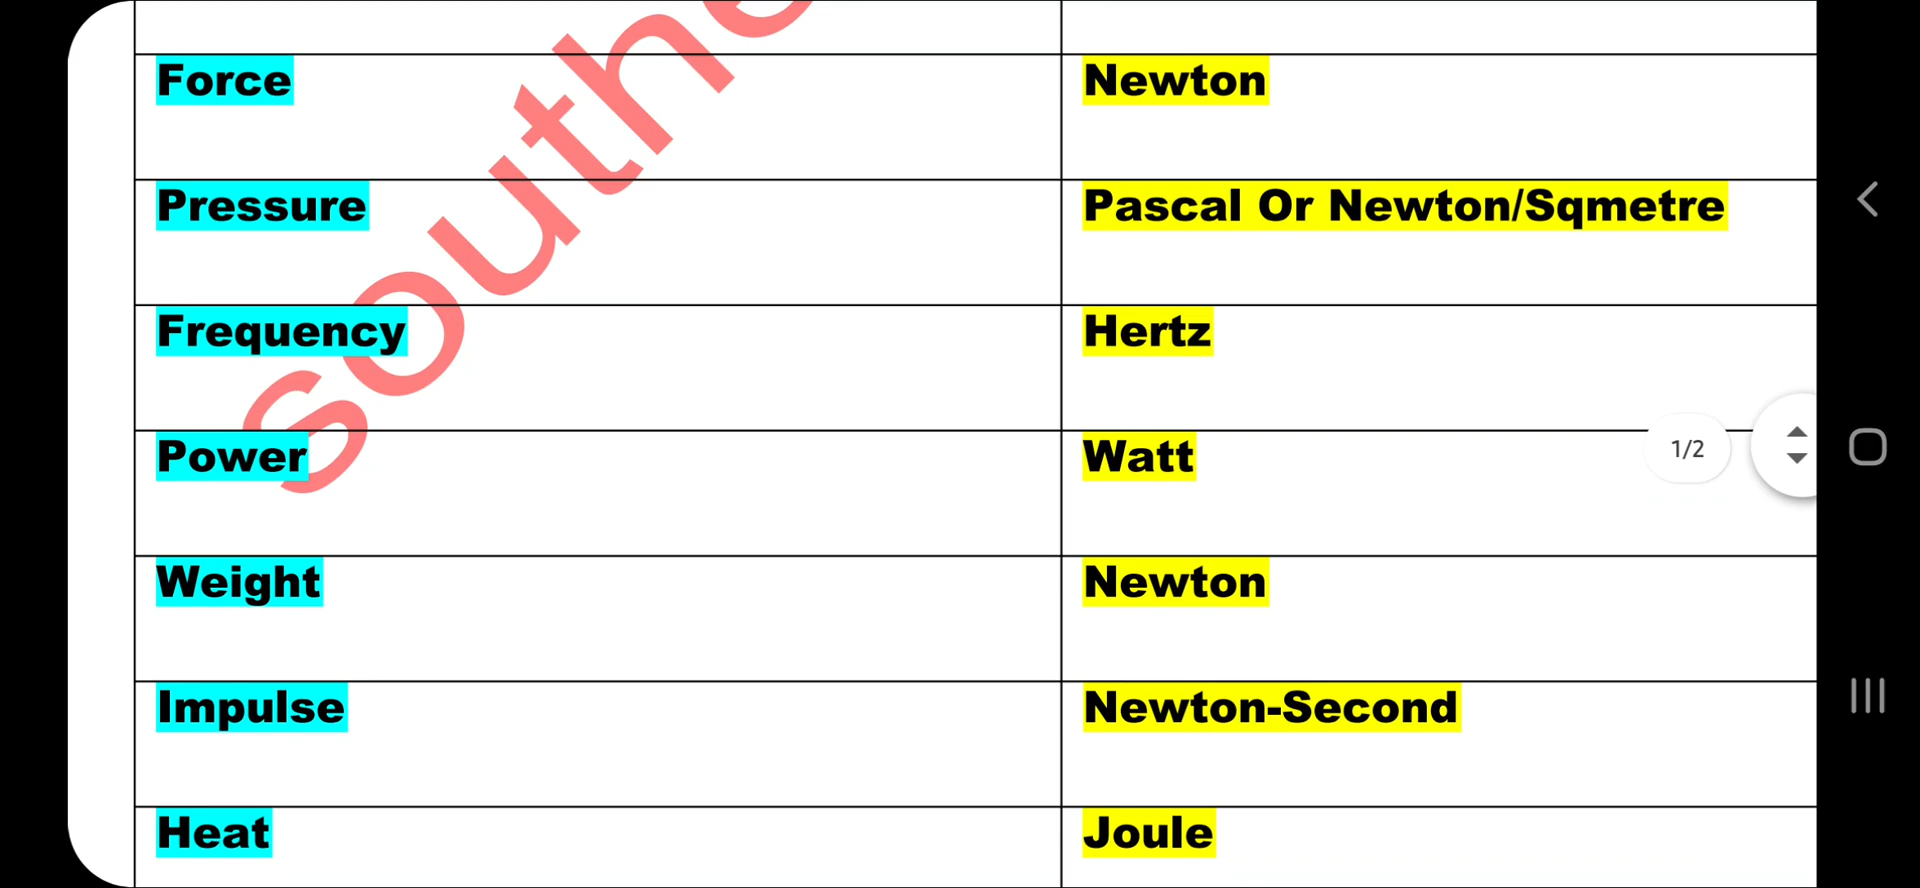 Force Newton
Pressure Pascal Or Newton/Sqmetre
Frequency Hertz
Power Watt
1/2
Weight Newton
Impulse Newton-Second
Heat Joule
southe